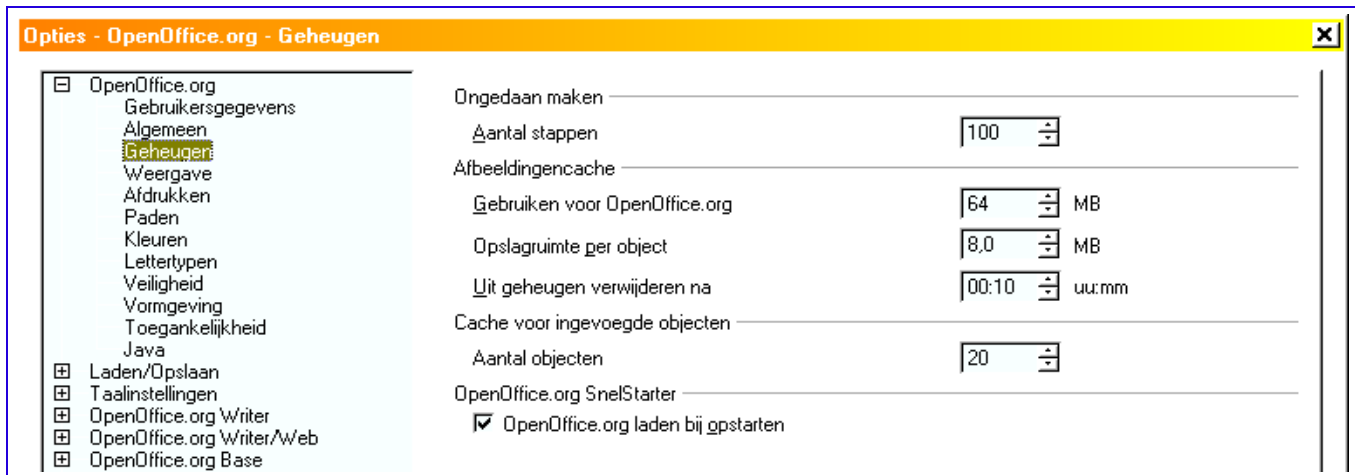 Opties - OpenOffice.org - Geheugen
OpenOffice.org
Gebruikersgegevens
Algemeen
Geheugen
Weergave
Afdrukken
Paden
Kleuren
Lettertypen
Veiligheid
Vormgeving
Toegankelijkheid
Java
Laden/Opslaan
Taalinstellingen
OpenOffice.org Writer
OpenOffice.org Writer/Web
OpenOffice.org Base
Ongedaan maken
Aantal stappen 100
Afbeeldingencache
Gebruiken voor OpenOffice.org 64 MB
Opslagruimte per object 8,0 MB
Uit geheugen verwijderen na 00:10 uu:mm
Cache voor ingevoegde objecten
Aantal objecten 20
OpenOffice.org SnelStarter
OpenOffice.org laden bij opstarten